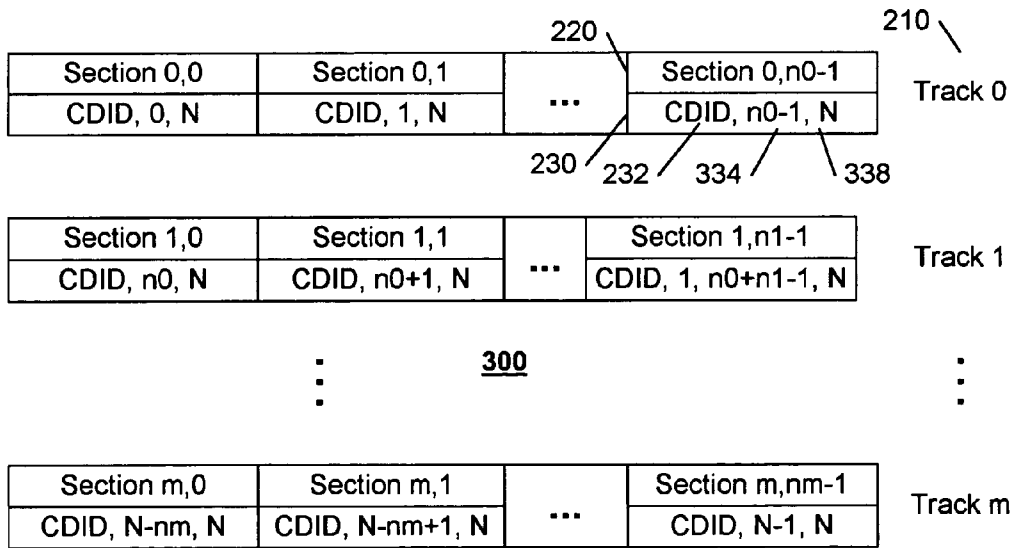 220
210
Section 0,0 Section 0,1 ... Section 0,n0-1 Track 0
CDID, 0, N CDID, 1, N CDID, n0-1, N
230 232 334 338
Section 1,0 Section 1,1 ... Section 1,n1-1 Track 1
CDID, n0, N CDID, n0+1, N CDID, 1, n0+n1-1, N
300
Section m,0 Section m,1 ... Section m,nm-1 Track m
CDID, N-nm, N CDID, N-nm+1, N CDID, N-1, N